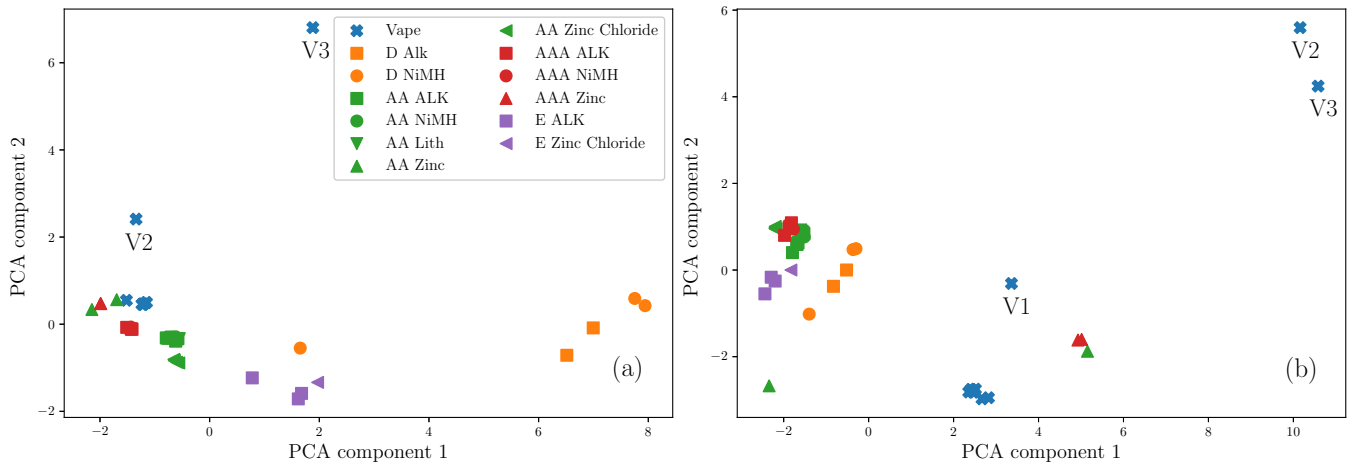 V3
Vape
D Alk
D NiMH
AA ALK
AA NiMH
AA Lith
AA Zinc
AA Zinc Chloride
AAA ALK
AAA NiMH
AAA Zinc
E ALK
E Zinc Chloride
V2
(a)
6
4
2
0
−2
−2
0
2
4
6
8
PCA component 1
PCA component 2
V2
V3
V1
(b)
6
4
2
0
−2
−2
0
2
4
6
8
10
PCA component 1
PCA component 2